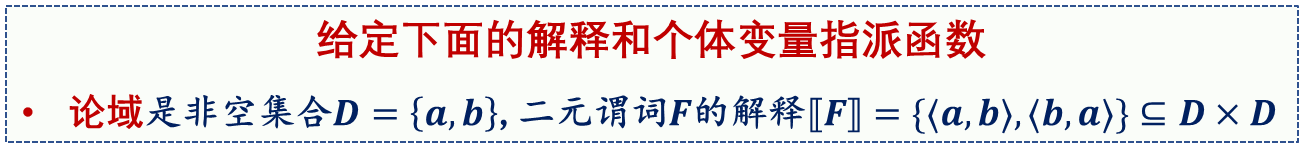 给定下面的解释和个体变量指派函数
• 论域是非空集合D = {a, b}, 二元谓词F的解释⟦F⟧ = {⟨a, b⟩, ⟨b, a⟩} ⊆ D × D